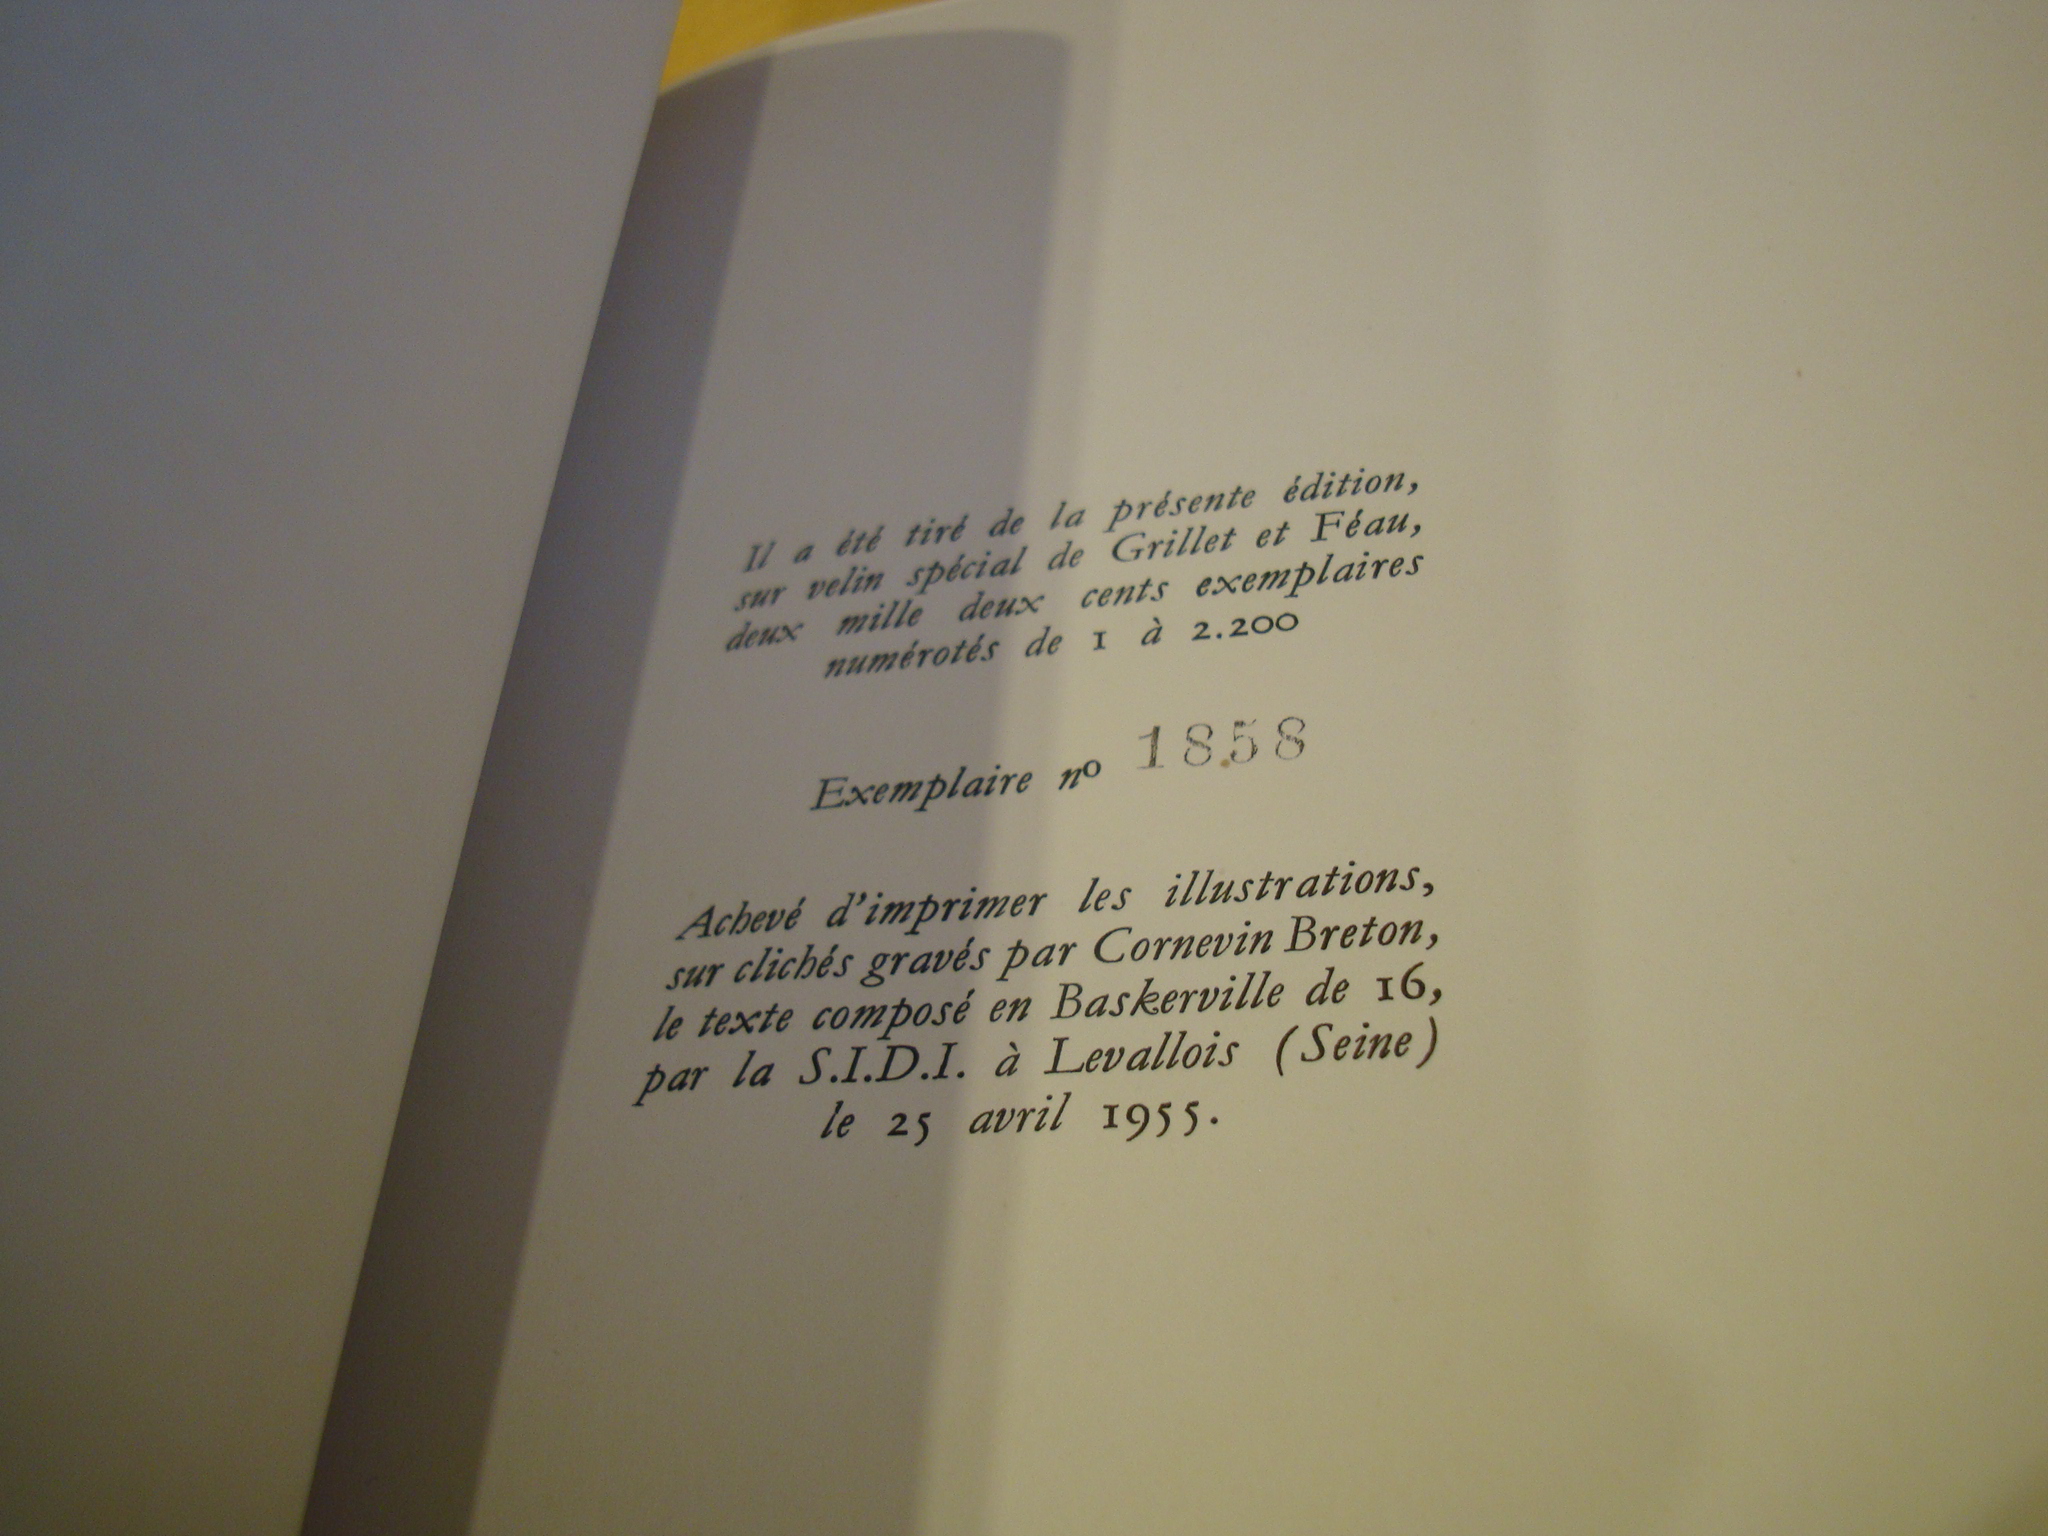 Il a été tiré de la présente édition,
sur velin spécial de Grillet et Féau,
deux mille deux cents exemplaires
numérotés de 1 à 2.200
Exemplaire nº 1858
Achevé d'imprimer les illustrations,
sur clichés gravés par Cornevin Breton,
le texte composé en Baskerville de 16,
par la S.I.D.I. à Levallois (Seine)
le 25 avril 1955.